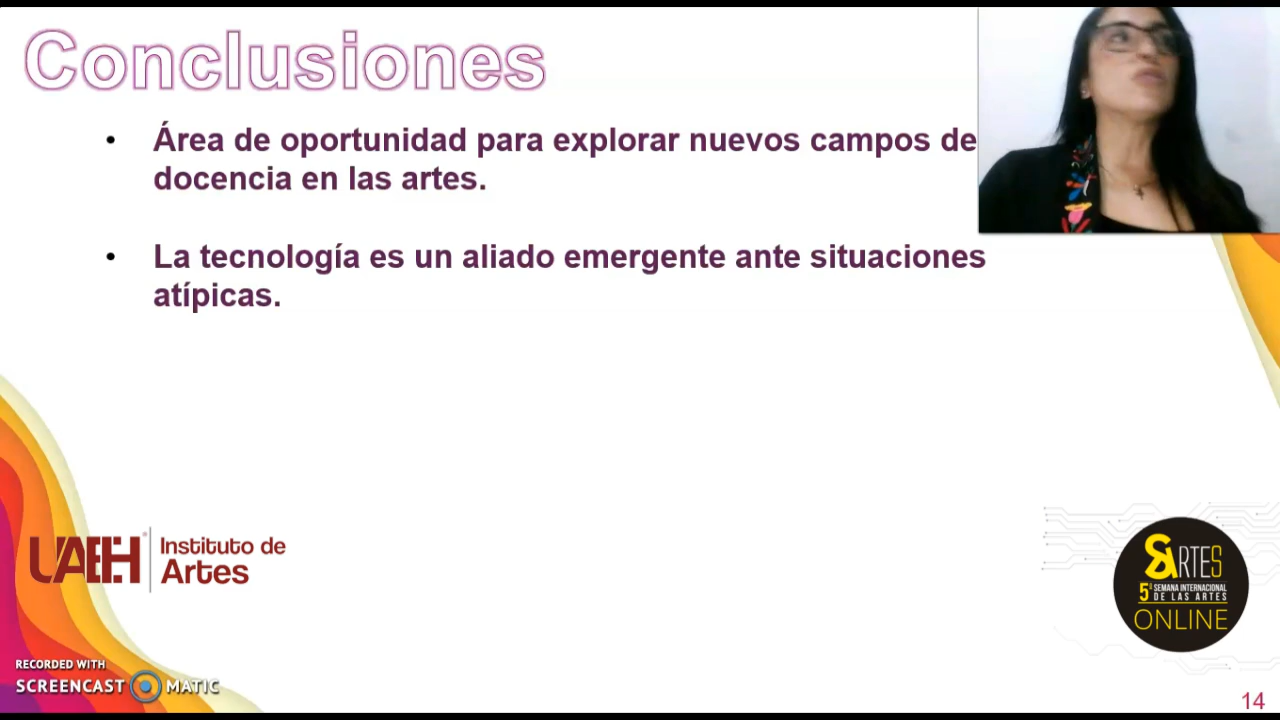 Conclusiones
• Área de oportunidad para explorar nuevos campos de
docencia en las artes.
• La tecnología es un aliado emergente ante situaciones
atípicas.
UAEH
Instituto de
Artes
SARTES
5ª SEMANA INTERNACIONAL
DE LAS ARTES
ONLINE
RECORDED WITH
SCREENCAST MATIC
14